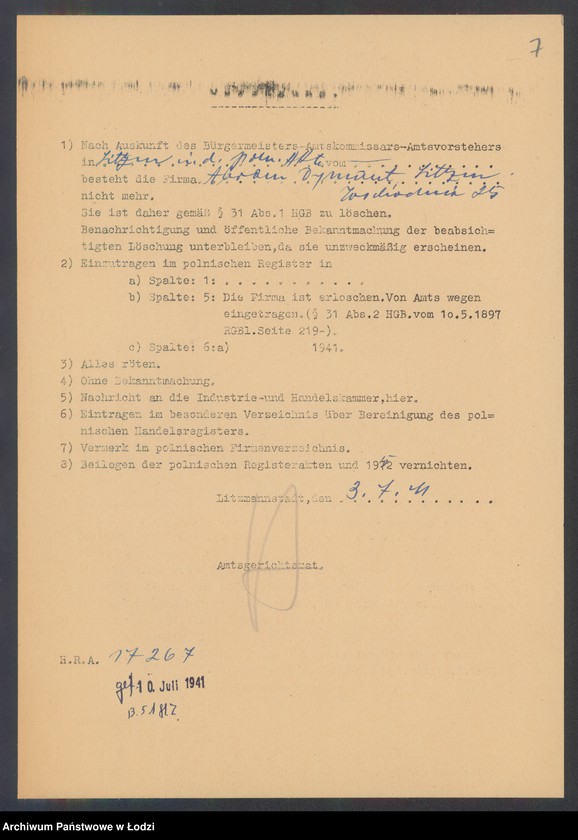 7
1) Nach Auskunft des Bürgermeisters-Amtskommissars-Amtsvorstehers
in Litzm. u. d. poln. Akt. vom
besteht die Firma Dyment, Litzm.
nicht mehr.
Sie ist daher gemäß § 31 Abs.1 HGB zu löschen.
Benachrichtigung und öffentliche Bekanntmachung der beabsich=
tigten Löschung unterbleiben,da sie unzweckmäßig erscheinen.
2) Einzutragen im polnischen Register in
a) Spalte: 1: . . . . . . . . . . . .
b) Spalte: 5: Die Firma ist erloschen.Von Amts wegen
eingetragen.(§ 31 Abs.2 HGB.vom 1o.5.1897
RGBl.Seite 219-).
c) Spalte: 6:a) 1941.
3) Alles röten.
4) Ohne Bekanntmachung.
5) Nachricht an die Industrie-und Handelskammer,hier.
6) Eintragen im besonderen Verzeichnis über Bereinigung des pol=
nischen Handelsregisters.
7) Vermerk im polnischen Firmenverzeichnis.
8) Beilegen der polnischen Registerakten und vernichten.
Litzmannstadt,den 3. 7. 41
Amtsgerichtsrat.
H.R.A. 17267
gef. 10. Juli 1941
Archiwum Państwowe w Łodzi